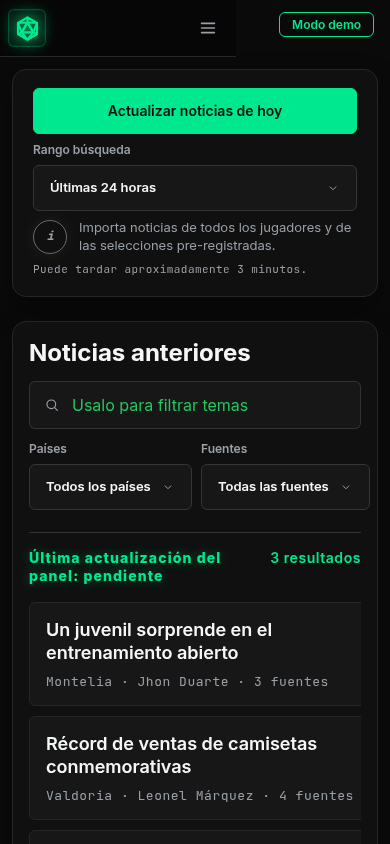 Modo demo
Actualizar noticias de hoy
Rango búsqueda
Últimas 24 horas
i
Importa noticias de todos los jugadores y de
las selecciones pre-registradas.
Puede tardar aproximadamente 3 minutos.
Noticias anteriores
Usalo para filtrar temas
Países
Fuentes
Todos los países
Todas las fuentes
Última actualización del
panel: pendiente
3 resultados
Un juvenil sorprende en el
entrenamiento abierto
Montelia · Jhon Duarte · 3 fuentes
Récord de ventas de camisetas
conmemorativas
Valdoria · Leonel Márquez · 4 fuentes